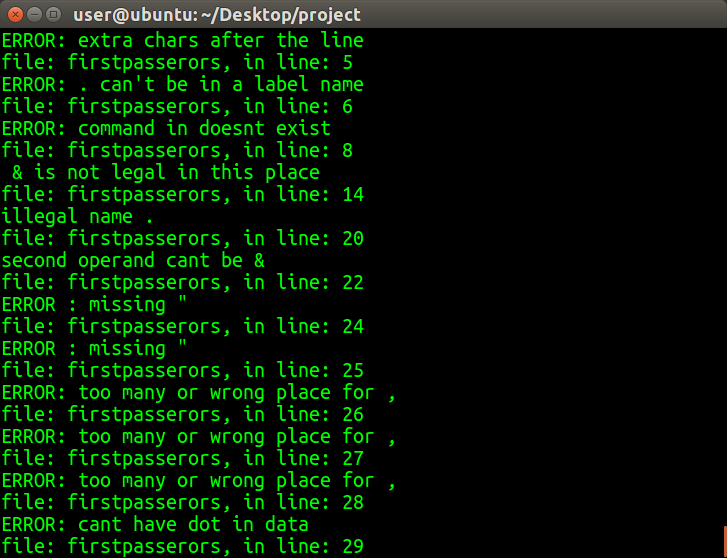 user@ubuntu: ~/Desktop/project
ERROR: extra chars after the line
file: firstpasserors, in line: 5
ERROR: . can't be in a label name
file: firstpasserors, in line: 6
ERROR: command in doesnt exist
file: firstpasserors, in line: 8
 & is not legal in this place
file: firstpasserors, in line: 14
illegal name .
file: firstpasserors, in line: 20
second operand cant be &
file: firstpasserors, in line: 22
ERROR : missing "
file: firstpasserors, in line: 24
ERROR : missing "
file: firstpasserors, in line: 25
ERROR: too many or wrong place for ,
file: firstpasserors, in line: 26
ERROR: too many or wrong place for ,
file: firstpasserors, in line: 27
ERROR: too many or wrong place for ,
file: firstpasserors, in line: 28
ERROR: cant have dot in data
file: firstpasserors, in line: 29